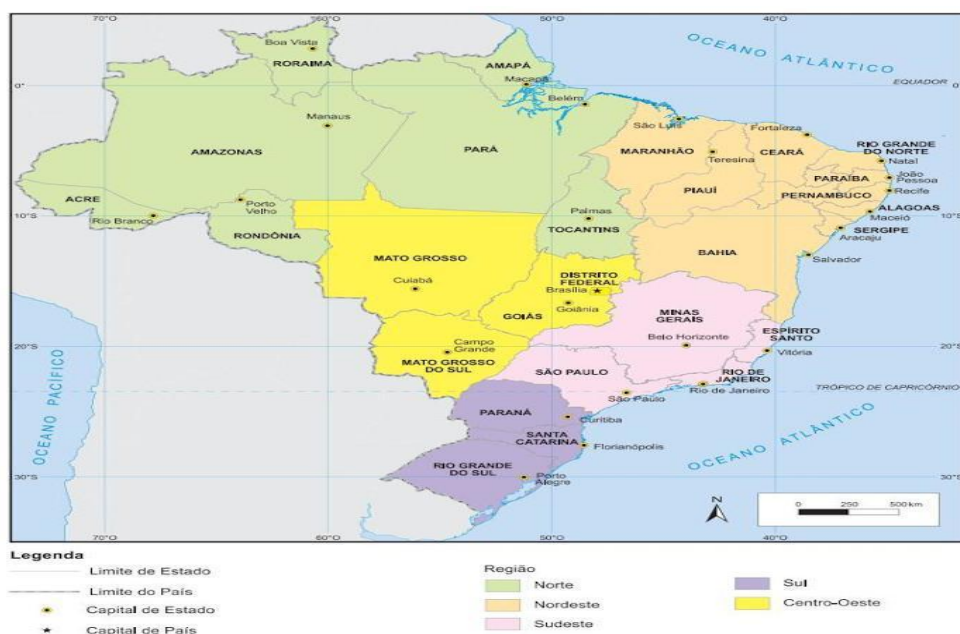 70°O
60°O
50°O
40°O
OCEANO ATLÂNTICO
Boa Vista
RORAIMA
AMAPÁ
Macapá
EQUADOR
0°
0°
Belém
Manaus
São Luís
Fortaleza
RIO GRANDE
DO NORTE
AMAZONAS
PARÁ
MARANHÃO
CEARÁ
Teresina
Natal
PARAÍBA
João
Pessoa
PIAUÍ
PERNAMBUCO
Recife
ACRE
Porto
Velho
Rio Branco
10°S
Palmas
ALAGOAS
Maceió
10°S
RONDÔNIA
TOCANTINS
SERGIPE
Aracaju
MATO GROSSO
BAHIA
Salvador
Cuiabá
DISTRITO
FEDERAL
Brasília
GOIÁS
Goiânia
MINAS
GERAIS
Belo Horizonte
ESPÍRITO
SANTO
Vitória
20°S
20°S
Campo
Grande
MATO GROSSO
DO SUL
SÃO PAULO
RIO DE
JANEIRO
Rio de Janeiro
São Paulo
TRÓPICO DE CAPRICÓRNIO
OCEANO PACÍFICO
PARANÁ
Curitiba
SANTA
CATARINA
Florianópolis
OCEANO ATLÂNTICO
RIO GRANDE
DO SUL
Porto
Alegre
30°S
30°S
N
0 250 500 km
70°O
60°O
50°O
40°O
Legenda
Limite de Estado
Limite do País
Capital de Estado
Capital de País
Região
Norte
Nordeste
Sudeste
Sul
Centro-Oeste